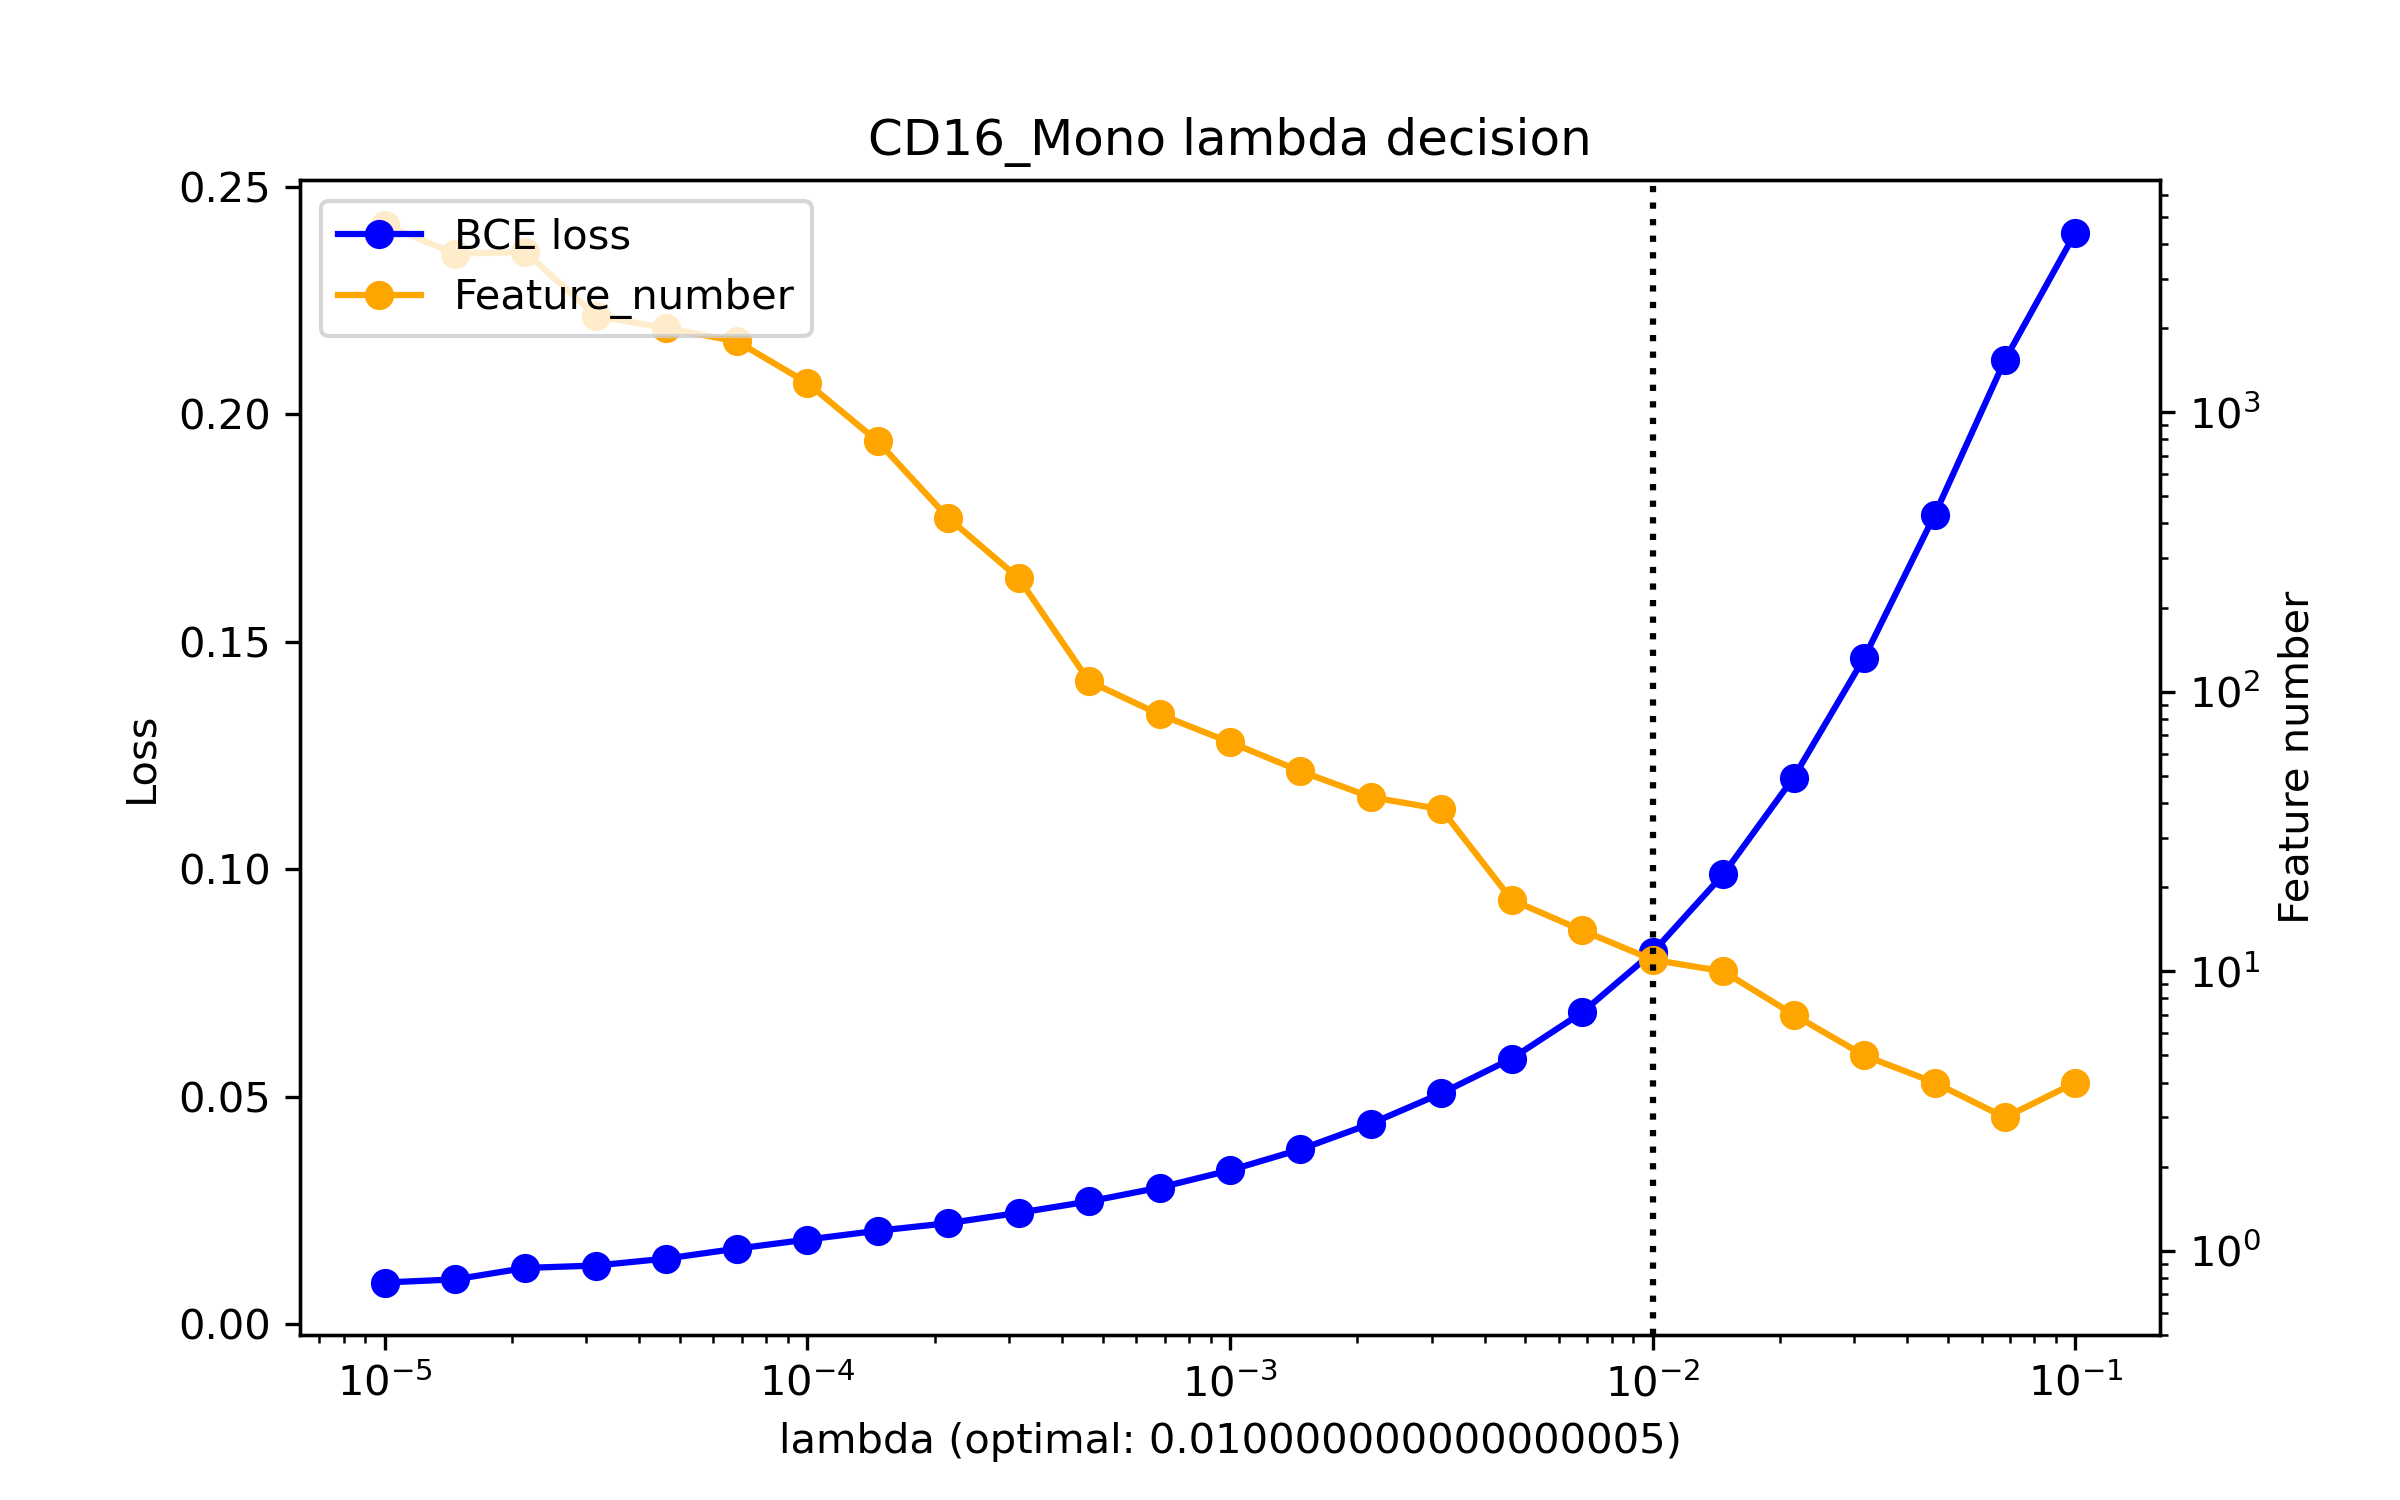 CD16_Mono lambda decision
BCE loss
Feature_number
0.25
0.20
0.15
0.10
0.05
0.00
Loss
10³
10²
10¹
10⁰
Feature number
10⁻⁵ 10⁻⁴ 10⁻³ 10⁻² 10⁻¹
lambda (optimal: 0.010000000000000005)